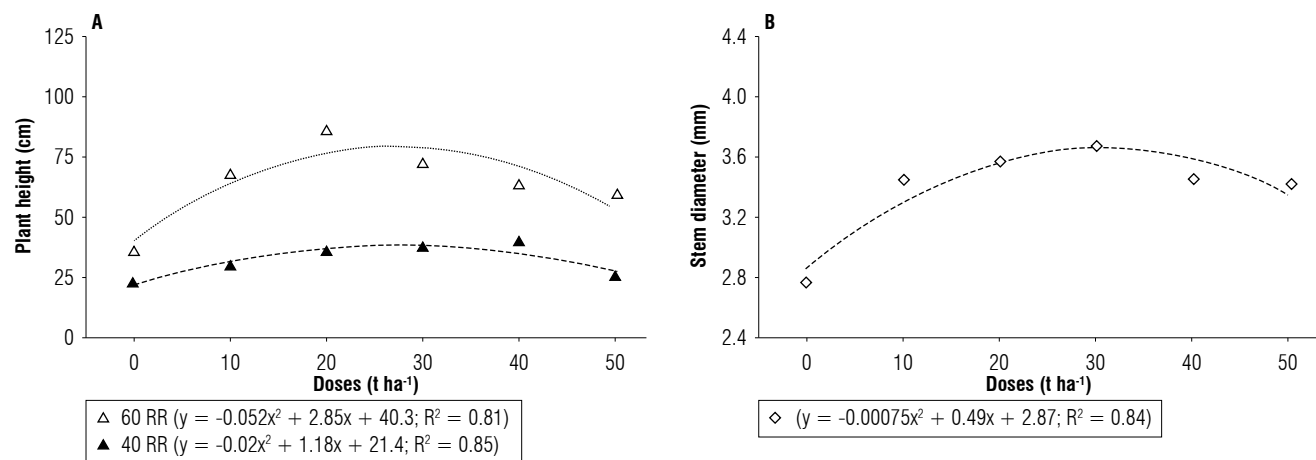 A
Plant height (cm)
125
100
75
50
25
0
0 10 20 30 40 50
Doses (t ha⁻¹)
60 RR (y = -0.052x² + 2.85x + 40.3; R² = 0.81)
40 RR (y = -0.02x² + 1.18x + 21.4; R² = 0.85)
B
Stem diameter (mm)
4.4
4.0
3.6
3.2
2.8
2.4
0 10 20 30 40 50
Doses (t ha⁻¹)
(y = -0.00075x² + 0.49x + 2.87; R² = 0.84)